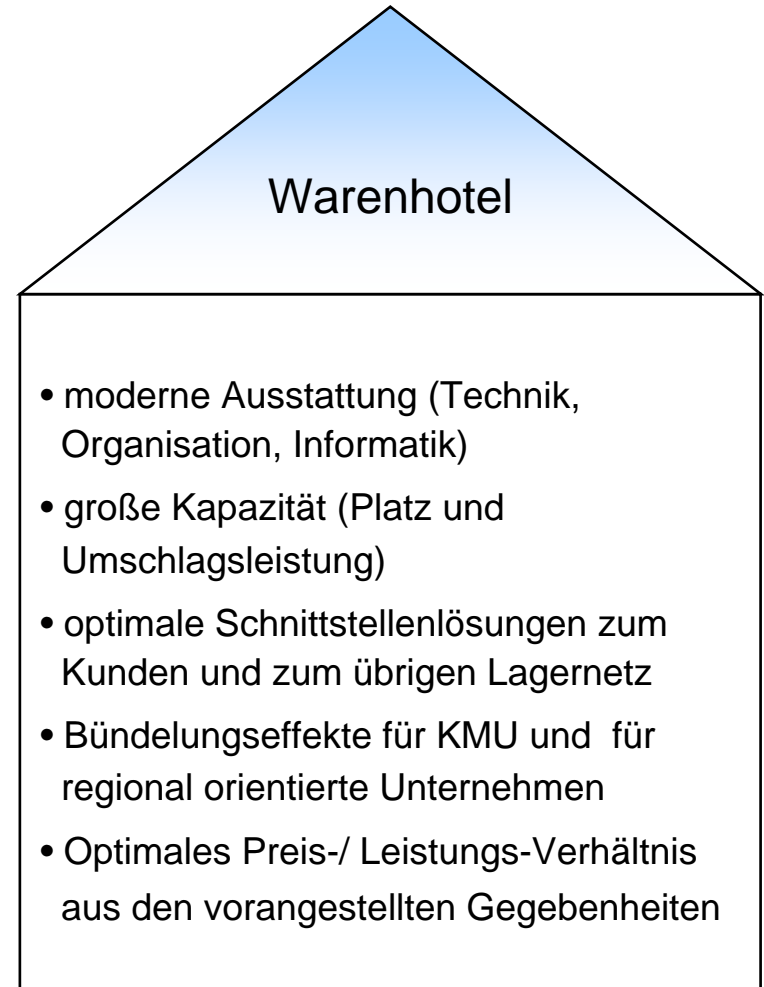 Warenhotel
• moderne Ausstattung (Technik,
Organisation, Informatik)
• große Kapazität (Platz und
Umschlagsleistung)
• optimale Schnittstellenlösungen zum
Kunden und zum übrigen Lagernetz
• Bündelungseffekte für KMU und  für
regional orientierte Unternehmen
• Optimales Preis-/ Leistungs-Verhältnis
aus den vorangestellten Gegebenheiten